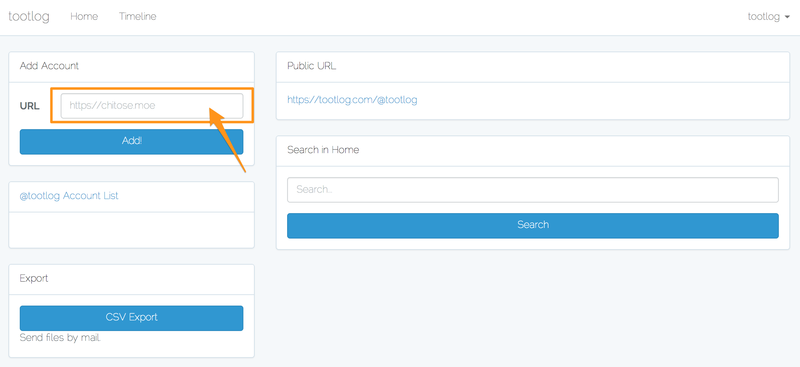 tootlog Home Timeline tootlog
Add Account
URL https://chitose.moe
Add!
@tootlog Account List
Export
CSV Export
Send files by mail.
Public URL
https://tootlog.com/@tootlog
Search in Home
Search..
Search